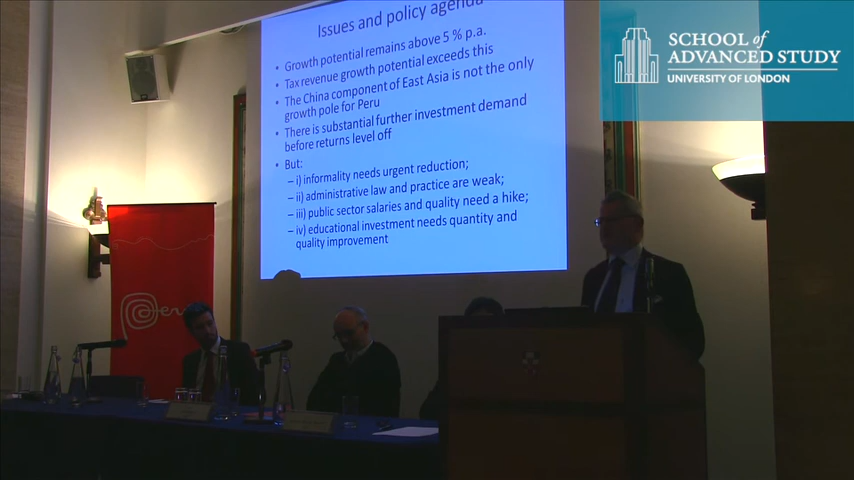 Issues and policy agenda
• Growth potential remains above 5 % p.a.
• Tax revenue growth potential exceeds this
• The China component of East Asia is not the only
growth pole for Peru
• There is substantial further investment demand
before returns level off
• But:
– i) informality needs urgent reduction;
– ii) administrative law and practice are weak;
– iii) public sector salaries and quality need a hike;
– iv) educational investment needs quantity and
quality improvement
SCHOOL of
ADVANCED STUDY
UNIVERSITY OF LONDON
Peru